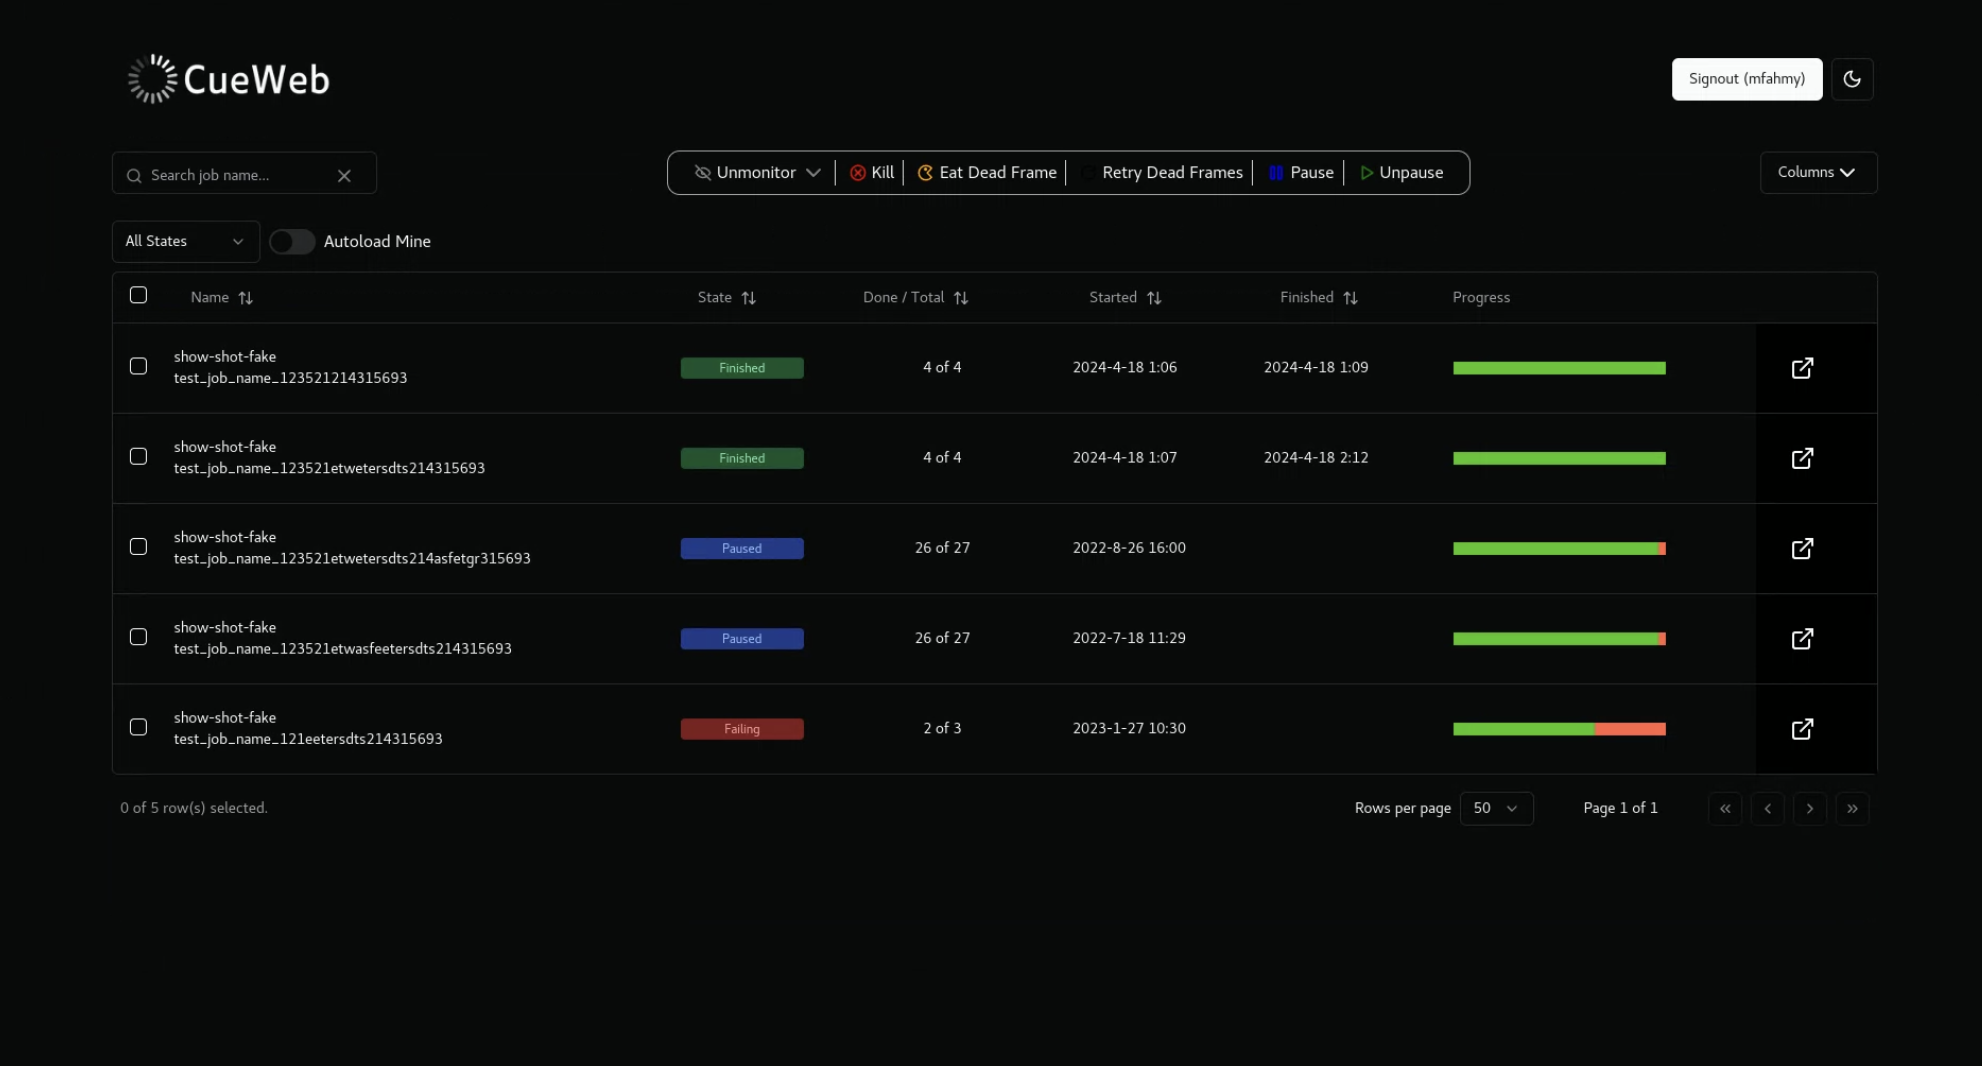 CueWeb
Signout (mfahmy)
Search job name...
Unmonitor Kill Eat Dead Frame Retry Dead Frames Pause Unpause
Columns
All States
Autoload Mine
Name State Done / Total Started Finished Progress
show-shot-fake
test_job_name_123521214315693
Finished 4 of 4 2024-4-18 1:06 2024-4-18 1:09
show-shot-fake
test_job_name_123521etwetersdts214315693
Finished 4 of 4 2024-4-18 1:07 2024-4-18 2:12
show-shot-fake
test_job_name_123521etwetersdts214asfetgr315693
Paused 26 of 27 2022-8-26 16:00
show-shot-fake
test_job_name_123521etwasfeetersdts214315693
Paused 26 of 27 2022-7-18 11:29
show-shot-fake
test_job_name_121eetersdts214315693
Failing 2 of 3 2023-1-27 10:30
0 of 5 row(s) selected.
Rows per page 50 Page 1 of 1